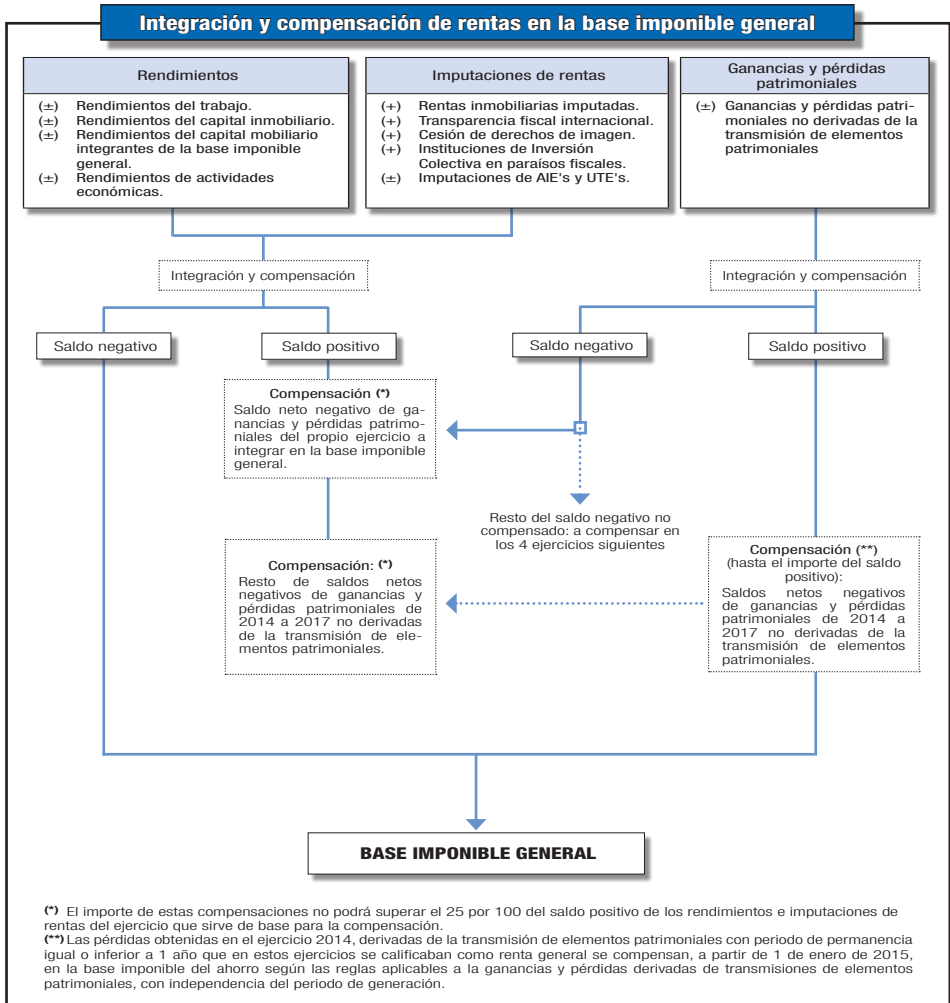 Integración y compensación de rentas en la base imponible general
Rendimientos
(±) Rendimientos del trabajo.
(±) Rendimientos del capital inmobiliario.
(±) Rendimientos del capital mobiliario
integrantes de la base imponible
general.
(±) Rendimientos de actividades
económicas.
Imputaciones de rentas
(+) Rentas inmobiliarias imputadas.
(+) Transparencia fiscal internacional.
(+) Cesión de derechos de imagen.
(+) Instituciones de Inversión
Colectiva en paraísos fiscales.
(±) Imputaciones de AIE's y UTE's.
Ganancias y pérdidas
patrimoniales
(±) Ganancias y pérdidas patri-
moniales no derivadas de la
transmisión de elementos
patrimoniales
Integración y compensación
Integración y compensación
Saldo negativo
Saldo positivo
Saldo negativo
Saldo positivo
Compensación (*)
Saldo neto negativo de ga-
nancias y pérdidas patrimo-
niales del propio ejercicio a
integrar en la base imponible
general.
Resto del saldo negativo no
compensado: a compensar en
los 4 ejercicios siguientes
Compensación: (*)
Resto de saldos netos
negativos de ganancias y
pérdidas patrimoniales de
2014 a 2017 no derivadas
de la transmisión de ele-
mentos patrimoniales.
Compensación (**)
(hasta el importe del saldo
positivo):
Saldos netos negativos
de ganancias y pérdidas
patrimoniales de 2014 a
2017 no derivadas de la
transmisión de elementos
patrimoniales.
BASE IMPONIBLE GENERAL
(*) El importe de estas compensaciones no podrá superar el 25 por 100 del saldo positivo de los rendimientos e imputaciones de
rentas del ejercicio que sirve de base para la compensación.
(**) Las pérdidas obtenidas en el ejercicio 2014, derivadas de la transmisión de elementos patrimoniales con periodo de permanencia
igual o inferior a 1 año que en estos ejercicios se calificaban como renta general se compensan, a partir de 1 de enero de 2015,
en la base imponible del ahorro según las reglas aplicables a la ganancias y pérdidas derivadas de transmisiones de elementos
patrimoniales, con independencia del periodo de generación.